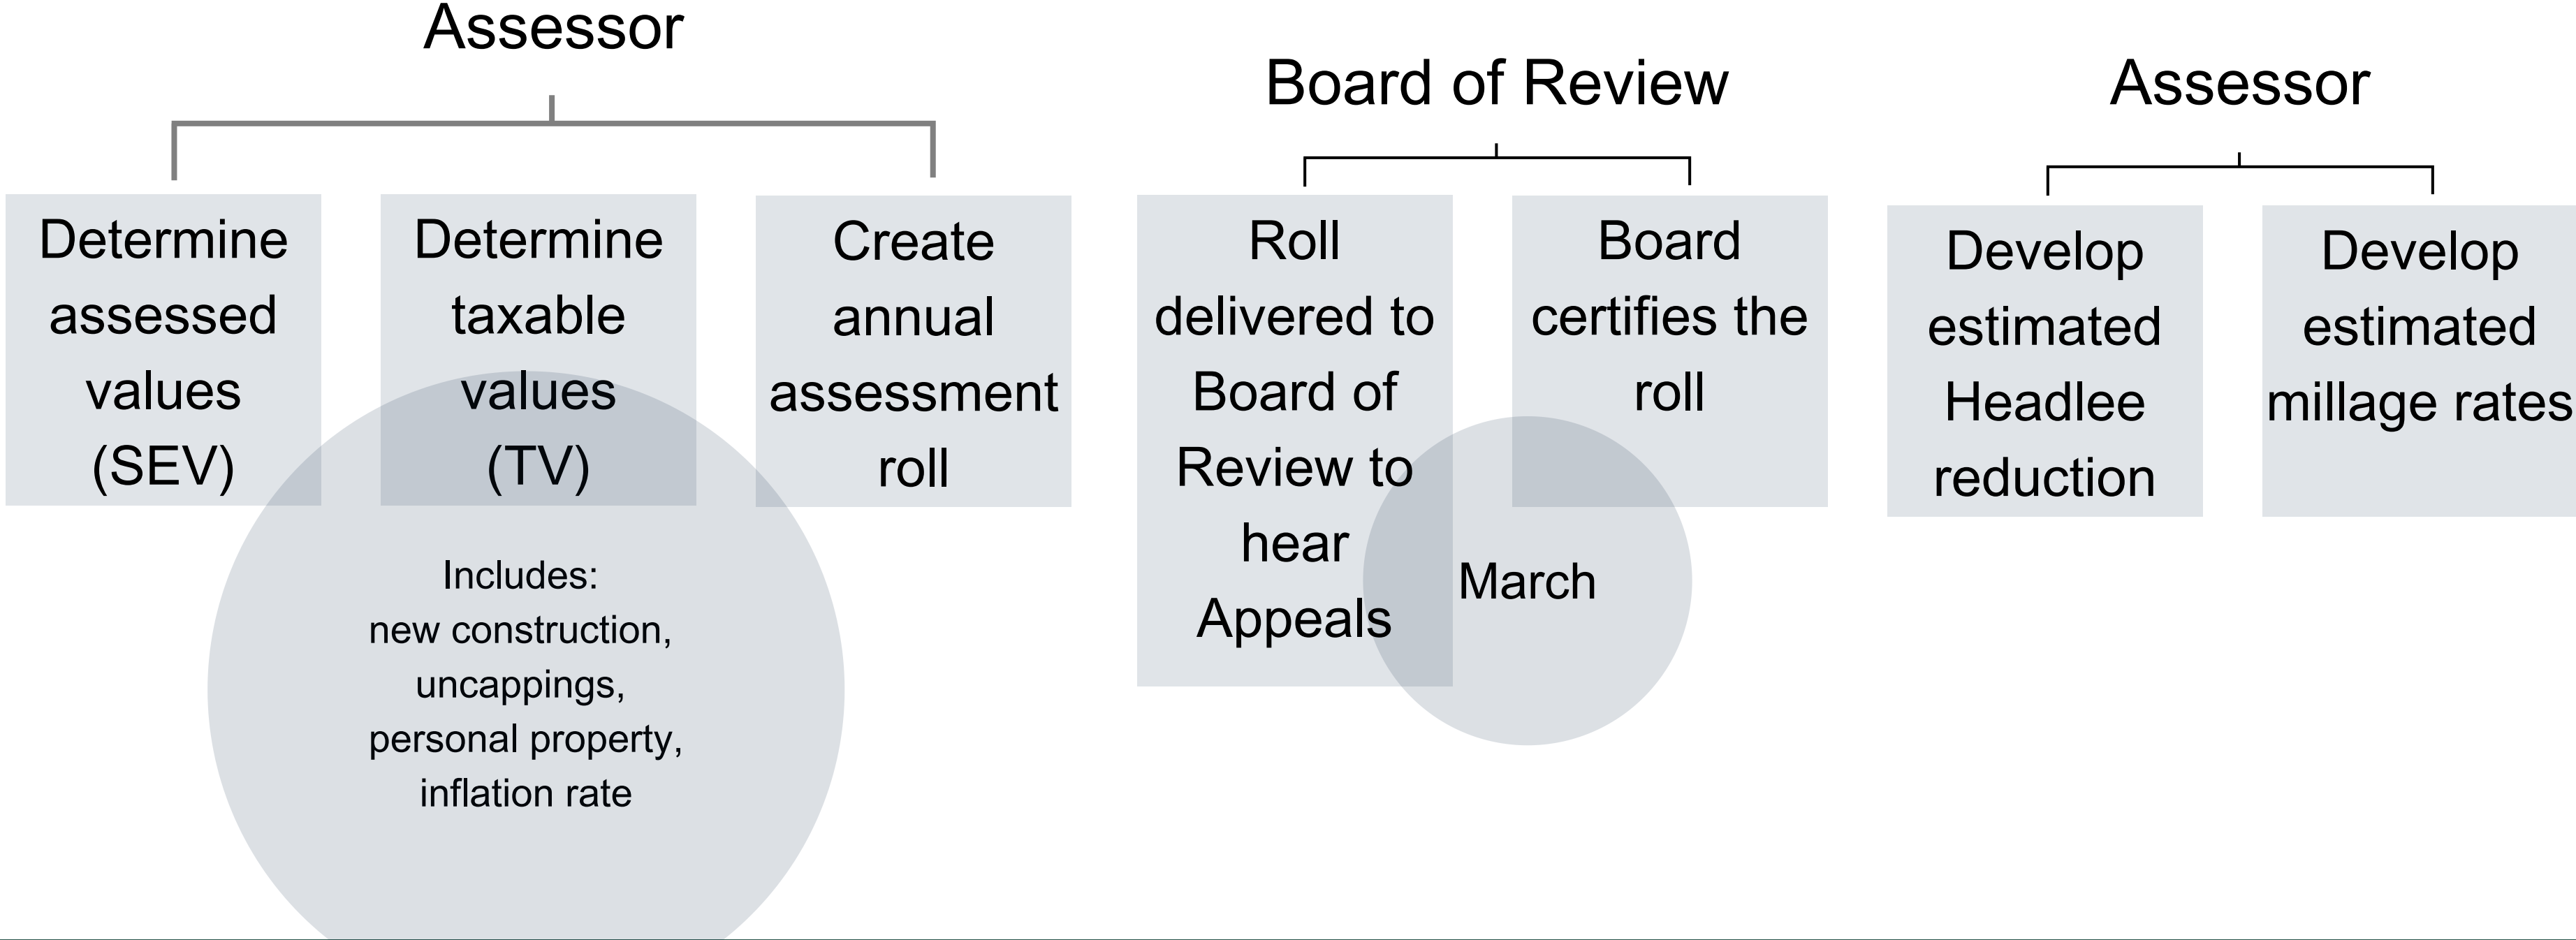 Assessor
Determine
assessed
values
(SEV)
Determine
taxable
values
(TV)
Create
annual
assessment
roll
Includes:
new construction,
uncappings,
personal property,
inflation rate
Board of Review
Roll
delivered to
Board of
Review to
hear
Appeals
Board
certifies the
roll
March
Assessor
Develop
estimated
Headlee
reduction
Develop
estimated
millage rates